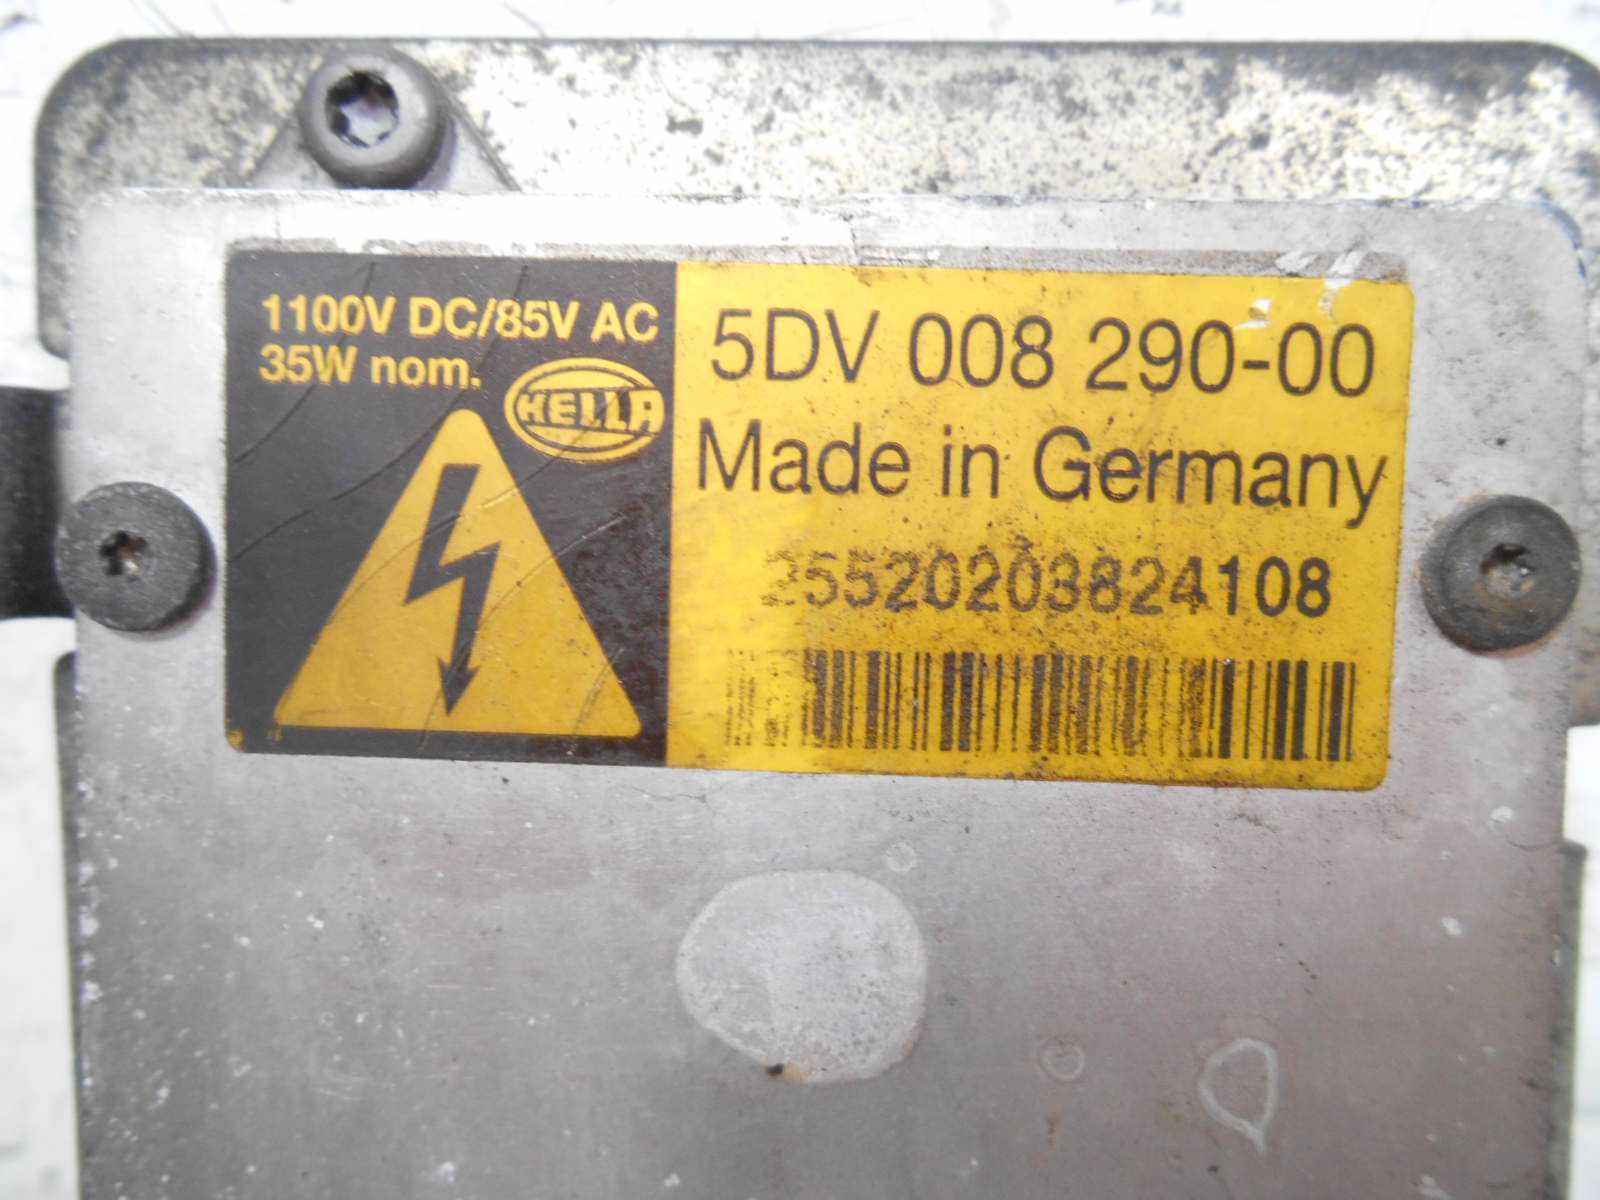 1100V DC/85V AC
35W nom.
HELLA
5DV 008 290-00
Made in Germany
25520203824108